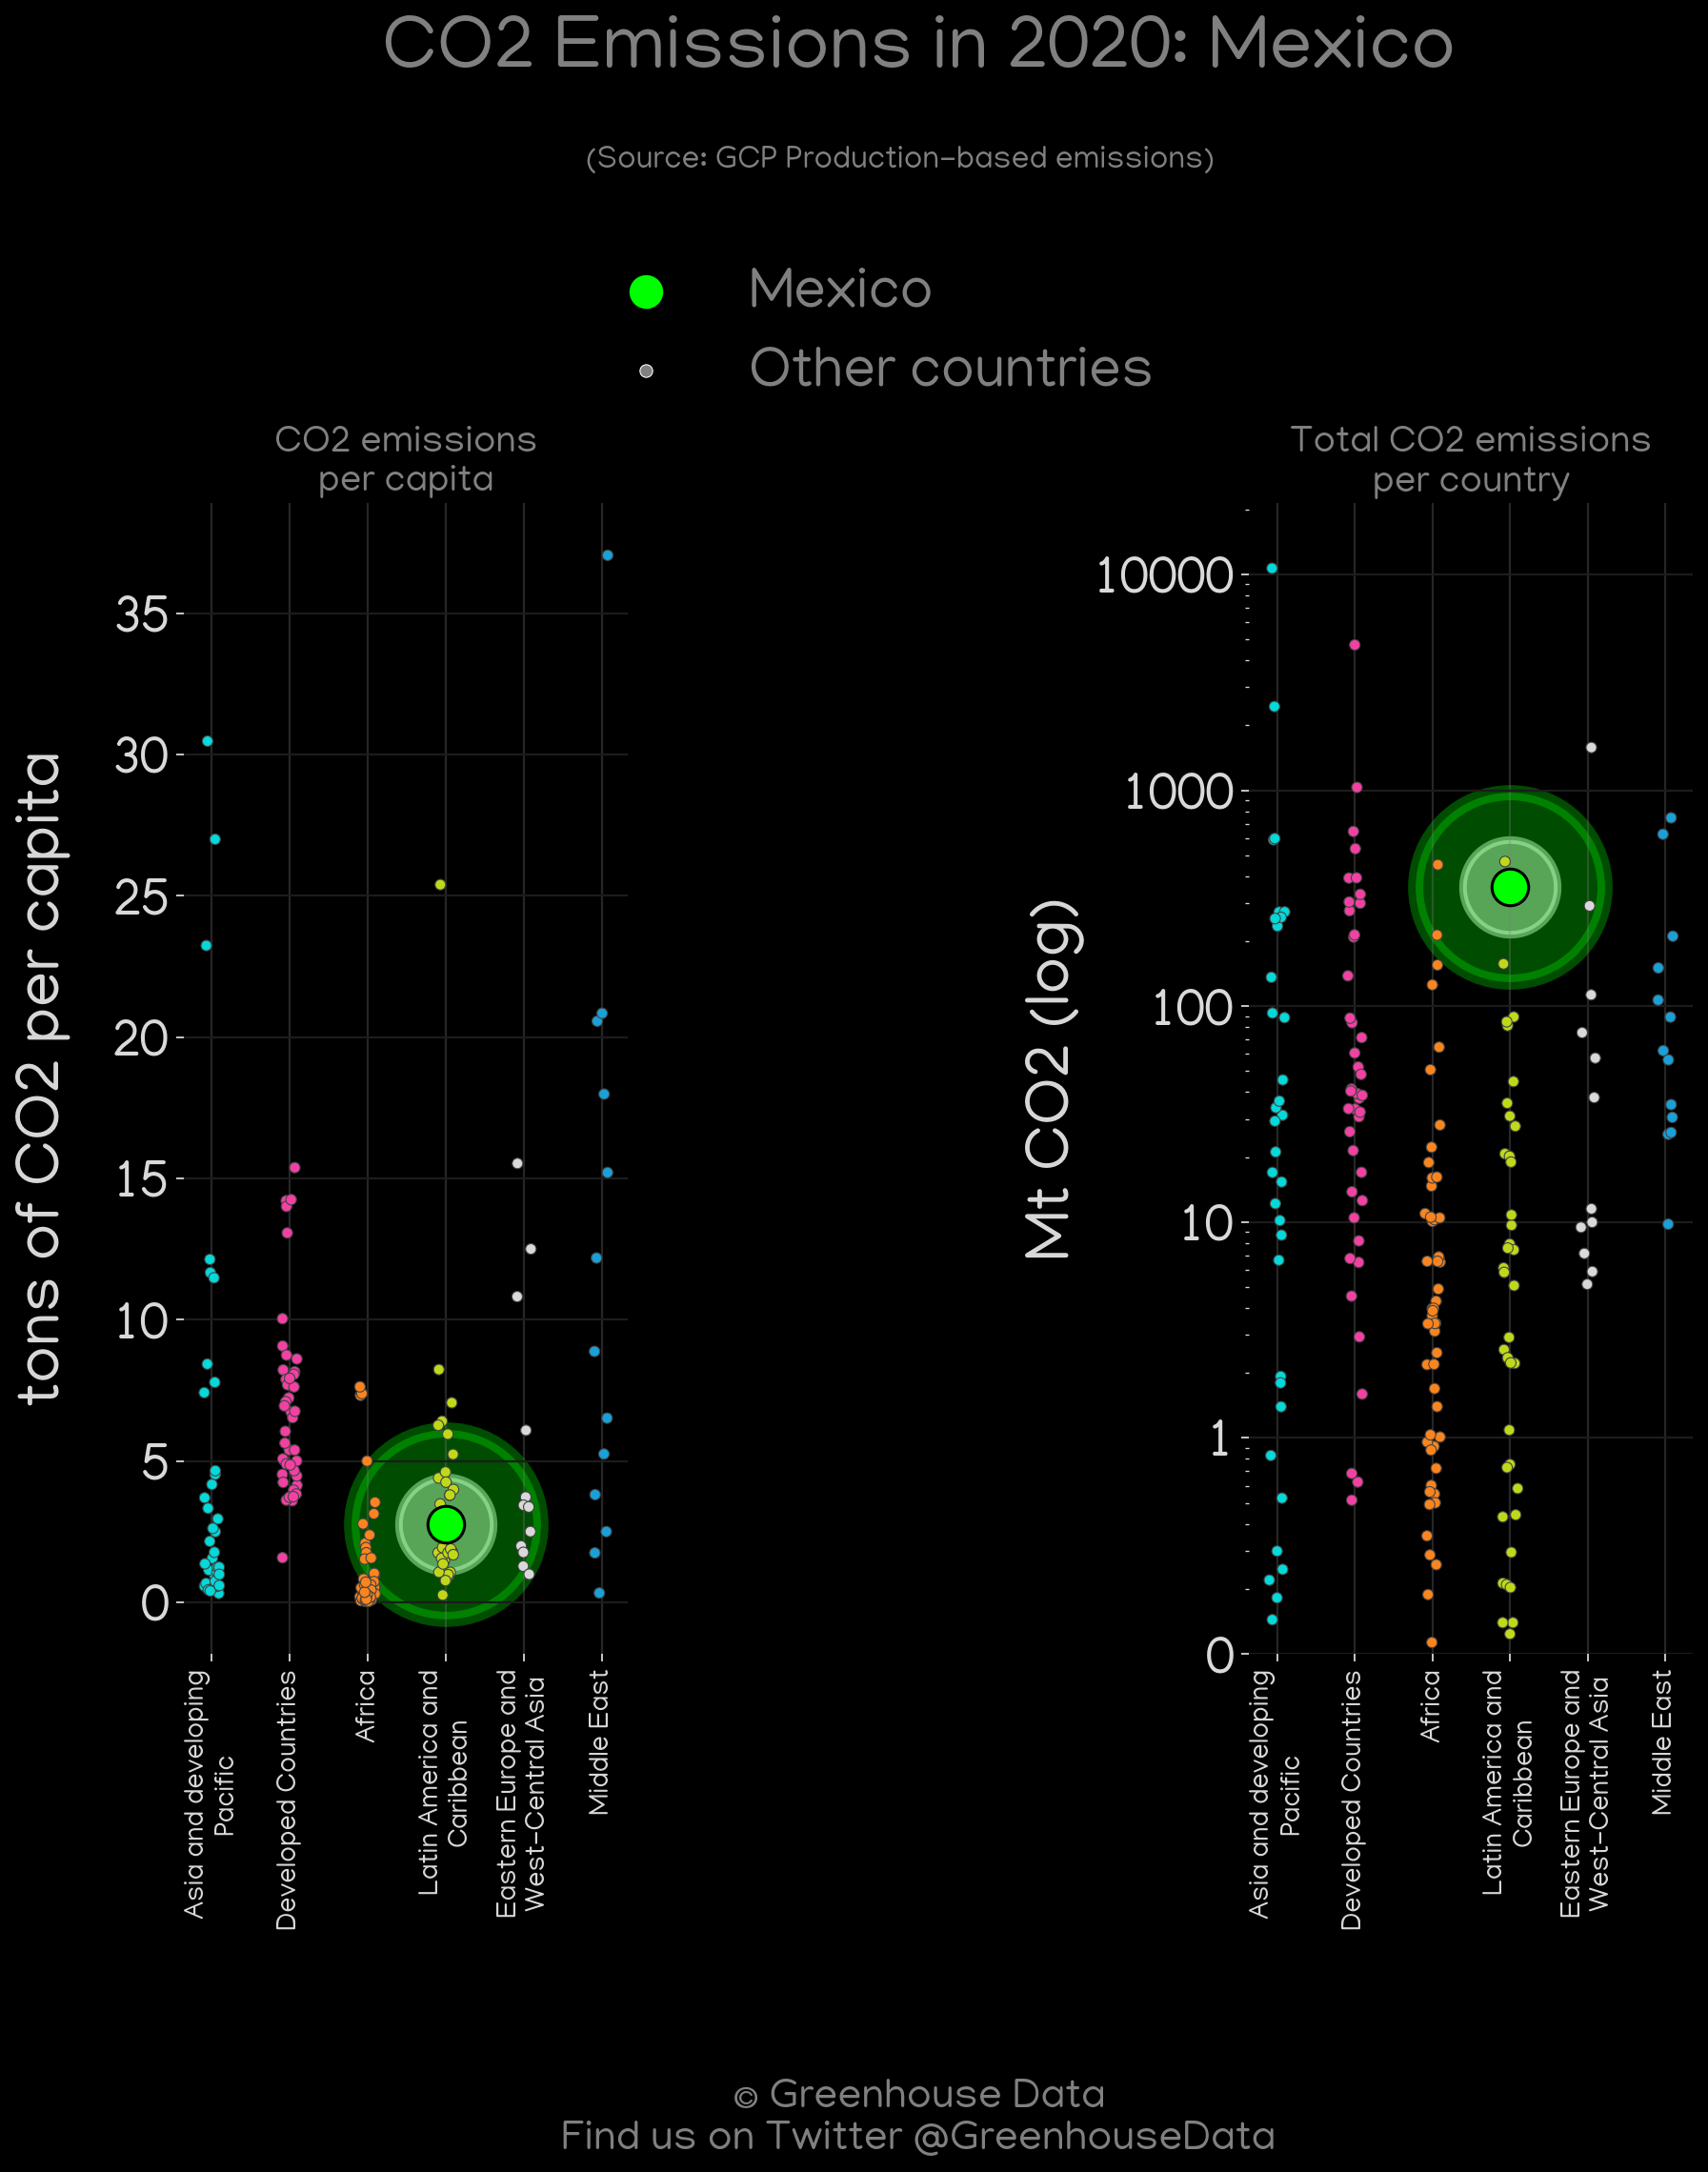 CO2 Emissions in 2020: Mexico
(Source: GCP Production-based emissions)
Mexico
Other countries
CO2 emissions
per capita
Total CO2 emissions
per country
tons of CO2 per capita
35
30
25
20
15
10
5
0
Asia and developing
Pacific
Developed Countries
Africa
Latin America and
Caribbean
Eastern Europe and
West-Central Asia
Middle East
Mt CO2 (log)
10000
1000
100
10
1
0
Asia and developing
Pacific
Developed Countries
Africa
Latin America and
Caribbean
Eastern Europe and
West-Central Asia
Middle East
© Greenhouse Data
Find us on Twitter @GreenhouseData